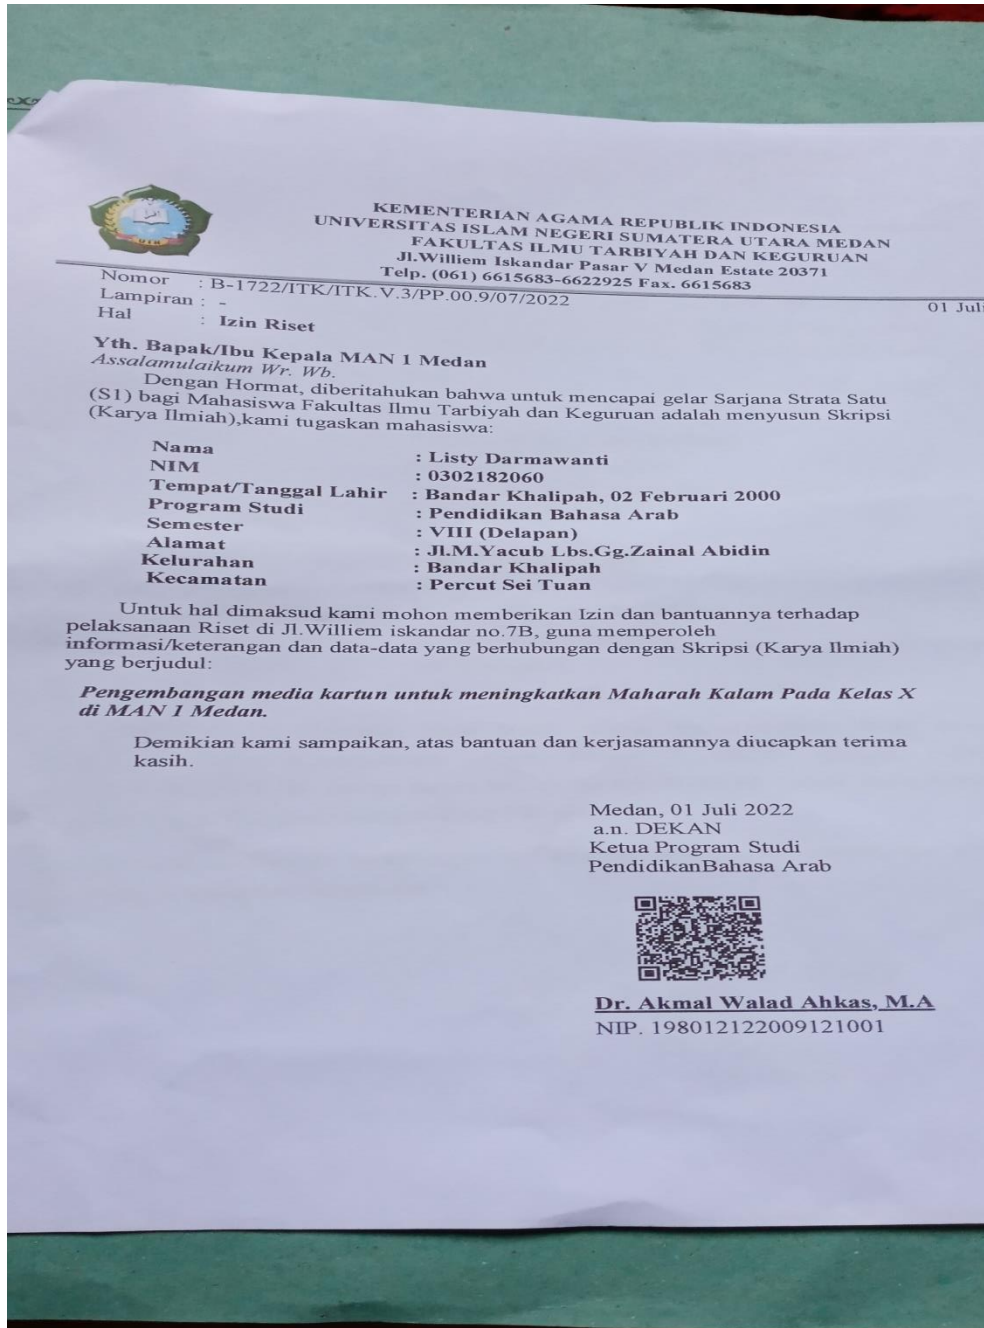 KEMENTERIAN AGAMA REPUBLIK INDONESIA
UNIVERSITAS ISLAM NEGERI SUMATERA UTARA MEDAN
FAKULTAS ILMU TARBIYAH DAN KEGURUAN
Jl.Williem Iskandar Pasar V Medan Estate 20371
Telp. (061) 6615683-6622925 Fax. 6615683
Nomor : B-1722/ITK/ITK.V.3/PP.00.9/07/2022
01 Juli
Lampiran : -
Hal : Izin Riset
Yth. Bapak/Ibu Kepala MAN 1 Medan
Assalamulaikum Wr. Wb.
Dengan Hormat, diberitahukan bahwa untuk mencapai gelar Sarjana Strata Satu
(S1) bagi Mahasiswa Fakultas Ilmu Tarbiyah dan Keguruan adalah menyusun Skripsi
(Karya Ilmiah),kami tugaskan mahasiswa:
Nama : Listy Darmawanti
NIM : 0302182060
Tempat/Tanggal Lahir : Bandar Khalipah, 02 Februari 2000
Program Studi : Pendidikan Bahasa Arab
Semester : VIII (Delapan)
Alamat : Jl.M.Yacub Lbs.Gg.Zainal Abidin
Kelurahan : Bandar Khalipah
Kecamatan : Percut Sei Tuan
Untuk hal dimaksud kami mohon memberikan Izin dan bantuannya terhadap
pelaksanaan Riset di Jl.Williem iskandar no.7B, guna memperoleh
informasi/keterangan dan data-data yang berhubungan dengan Skripsi (Karya Ilmiah)
yang berjudul:
Pengembangan media kartun untuk meningkatkan Maharah Kalam Pada Kelas X
di MAN 1 Medan.
Demikian kami sampaikan, atas bantuan dan kerjasamannya diucapkan terima
kasih.
Medan, 01 Juli 2022
a.n. DEKAN
Ketua Program Studi
PendidikanBahasa Arab
Dr. Akmal Walad Ahkas, M.A
NIP. 198012122009121001